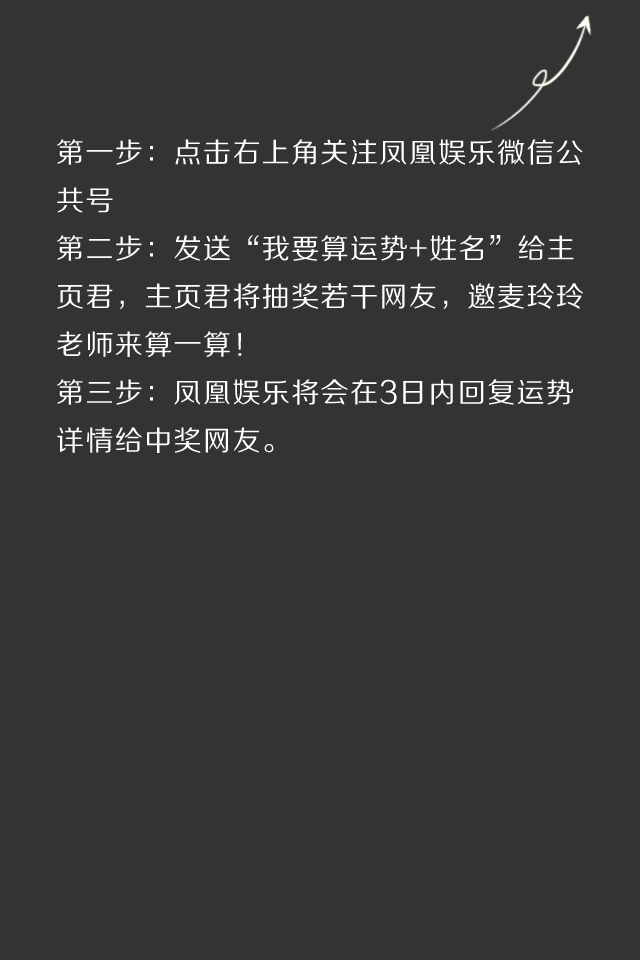 第一步：点击右上角关注凤凰娱乐微信公
共号
第二步：发送“我要算运势+姓名”给主
页君，主页君将抽奖若干网友，邀麦玲玲
老师来算一算！
第三步：凤凰娱乐将会在3日内回复运势
详情给中奖网友。